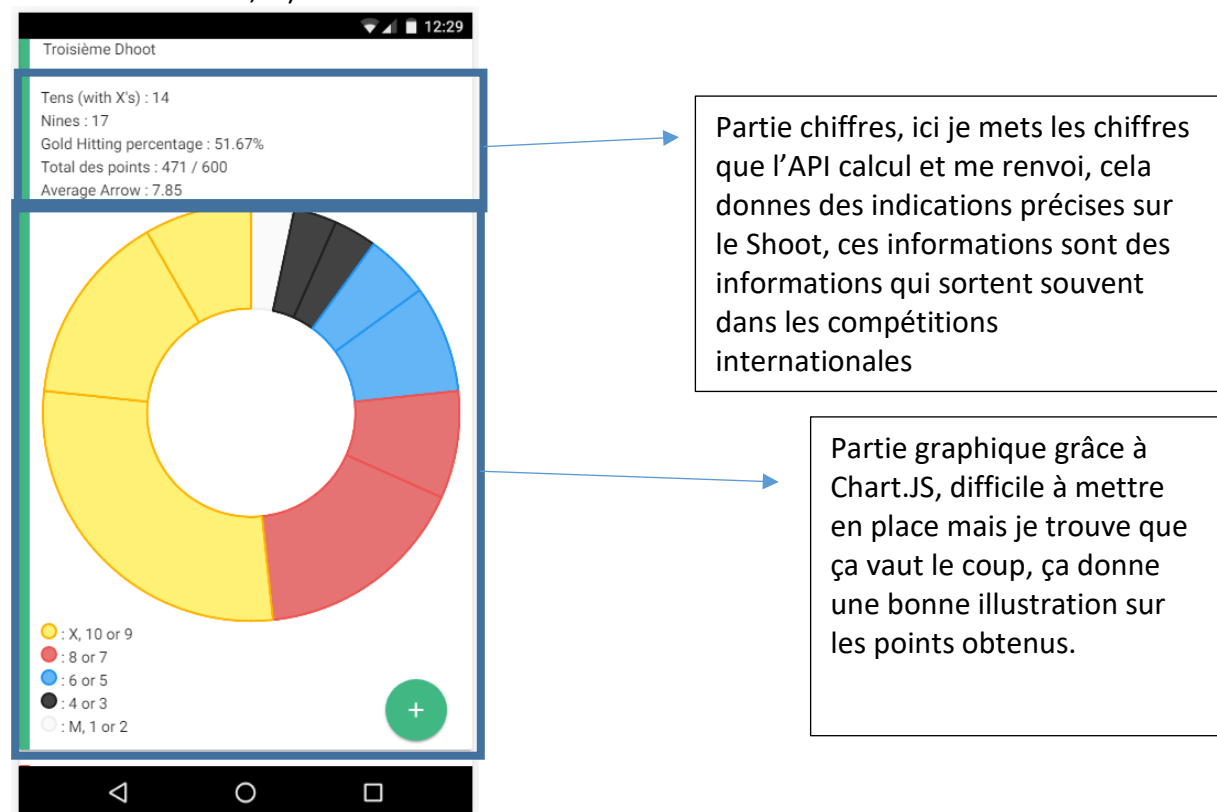 12:29
Troisième Dhoot
Tens (with X's) : 14
Nines : 17
Gold Hitting percentage : 51.67%
Total des points : 471 / 600
Average Arrow : 7.85
: X, 10 or 9
: 8 or 7
: 6 or 5
: 4 or 3
: M, 1 or 2
+
Partie chiffres, ici je mets les chiffres
que l’API calcul et me renvoi, cela
donnes des indications précises sur
le Shoot, ces informations sont des
informations qui sortent souvent
dans les compétitions
internationales
Partie graphique grâce à
Chart.JS, difficile à mettre
en place mais je trouve que
ça vaut le coup, ça donne
une bonne illustration sur
les points obtenus.